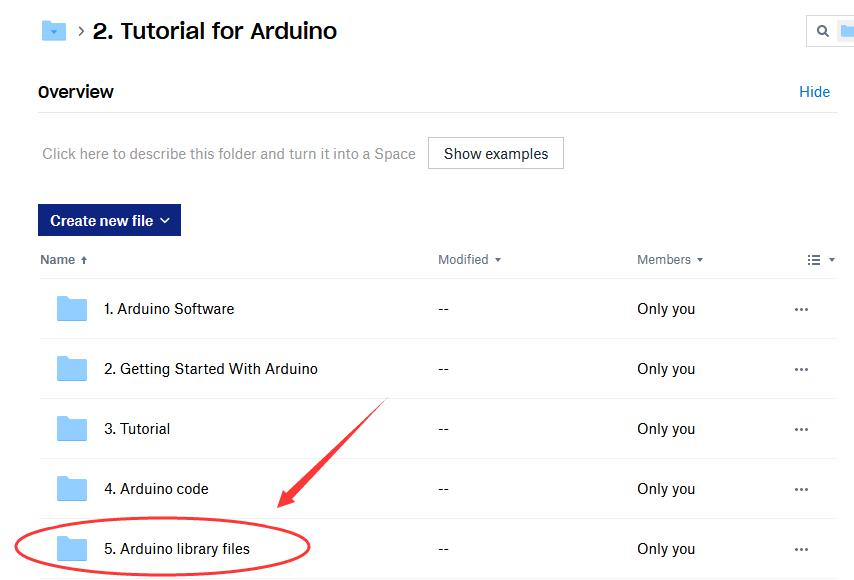 2. Tutorial for Arduino
Overview
Hide
Click here to describe this folder and turn it into a Space
Show examples
Create new file
Name Modified Members
1. Arduino Software -- Only you
2. Getting Started With Arduino -- Only you
3. Tutorial -- Only you
4. Arduino code -- Only you
5. Arduino library files -- Only you